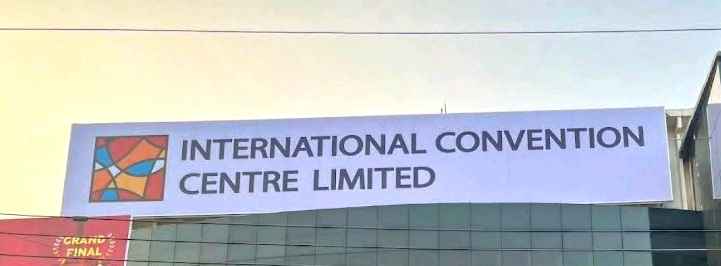 INTERNATIONAL CONVENTION
CENTRE LIMITED
GRAND
FINAL